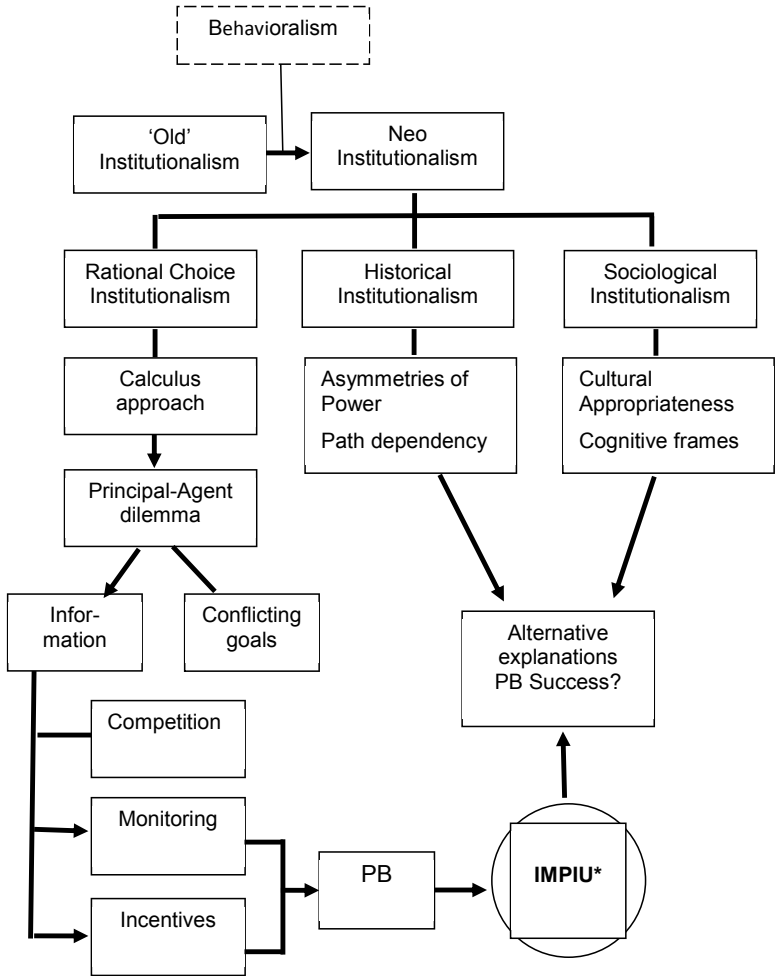 Behavioralism
‘Old’
Institutionalism
Neo
Institutionalism
Rational Choice
Institutionalism
Historical
Institutionalism
Sociological
Institutionalism
Calculus
approach
Asymmetries of
Power
Path dependency
Cultural
Appropriateness
Cognitive frames
Principal-Agent
dilemma
Infor-
mation
Conflicting
goals
Alternative
explanations
PB Success?
Competition
Monitoring
Incentives
PB
IMPIU*